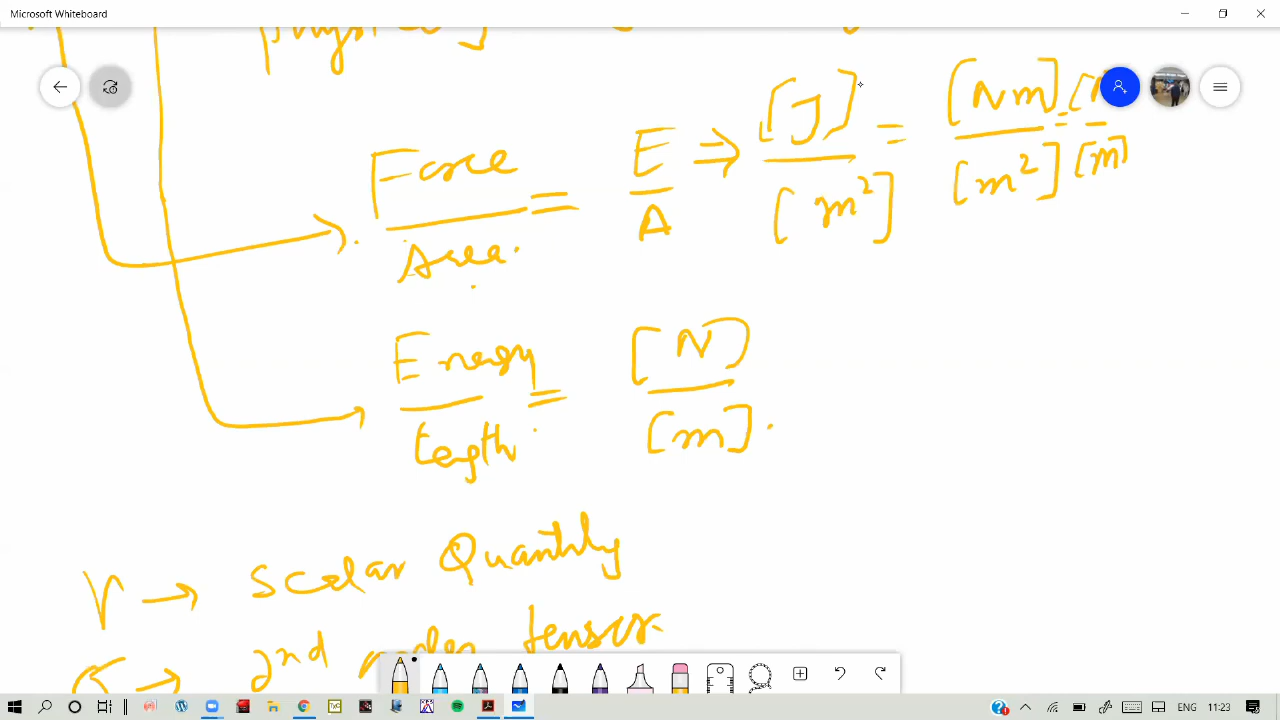 Microsoft Whiteboard
Force/Area = E/A ⇒ [J]/[m²] = [Nm]/[m²] = [N]/[m]
Energy/Length = [N]/[m].
γ → Scalar Quantity
σ → 2nd order tensor
ENG 11:23